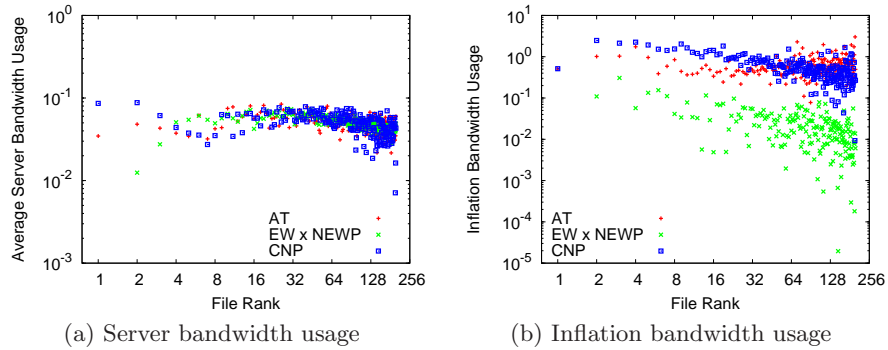 10^0
10^-1
10^-2
10^-3
Average Server Bandwidth Usage
AT
EW x NEWP
CNP
1 2 4 8 16 32 64 128 256
File Rank
(a) Server bandwidth usage
10^1
10^0
10^-1
10^-2
10^-3
10^-4
10^-5
Inflation Bandwidth Usage
AT
EW x NEWP
CNP
1 2 4 8 16 32 64 128 256
File Rank
(b) Inflation bandwidth usage